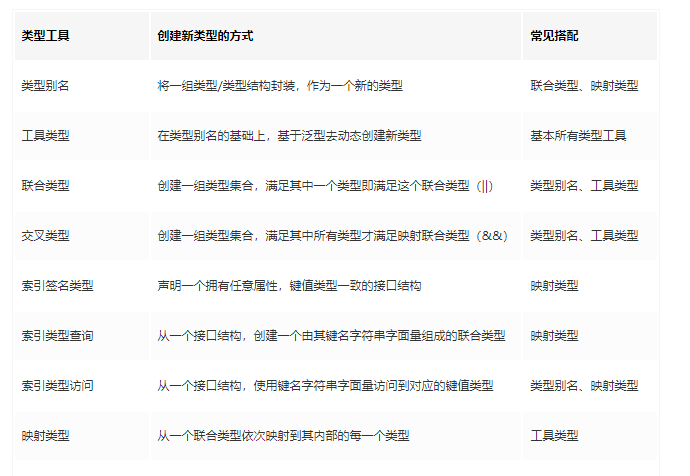 类型工具 创建新类型的方式 常见搭配
类型别名 将一组类型/类型结构封装，作为一个新的类型 联合类型、映射类型
工具类型 在类型别名的基础上，基于泛型去动态创建新类型 基本所有类型工具
联合类型 创建一组类型集合，满足其中一个类型即满足这个联合类型（||） 类型别名、工具类型
交叉类型 创建一组类型集合，满足其中所有类型才满足映射联合类型（&&） 类型别名、工具类型
索引签名类型 声明一个拥有任意属性，键值类型一致的接口结构 映射类型
索引类型查询 从一个接口结构，创建一个由其键名字符串字面量组成的联合类型 映射类型
索引类型访问 从一个接口结构，使用键名字符串字面量访问到对应的键值类型 类型别名、映射类型
映射类型 从一个联合类型依次映射到其内部的每一个类型 工具类型